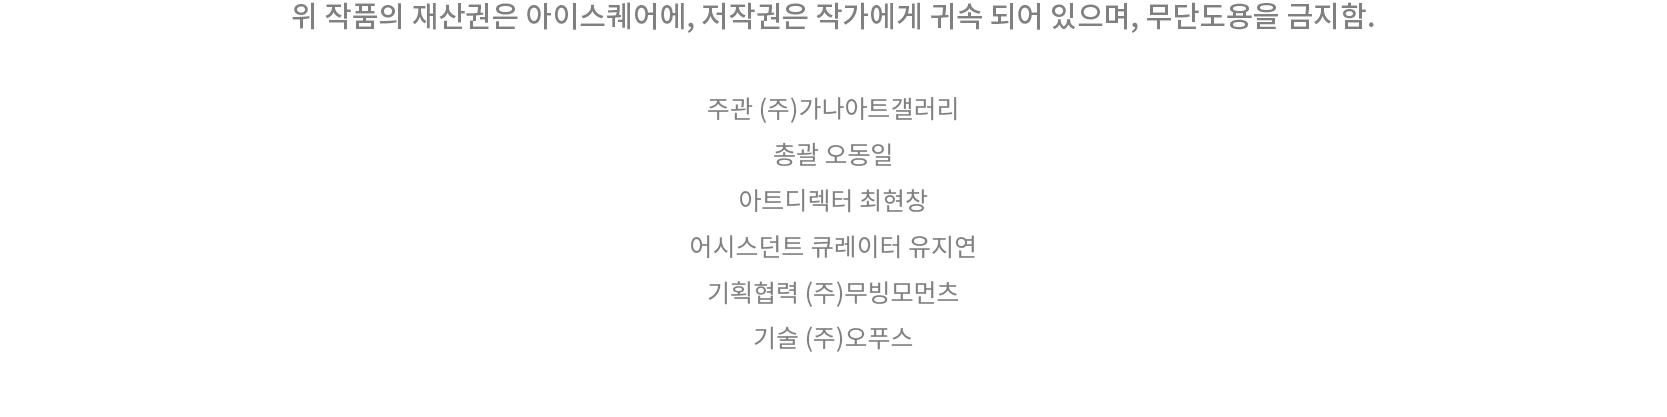 위 작품의 재산권은 아이스퀘어에, 저작권은 작가에게 귀속 되어 있으며, 무단도용을 금지함.
주관 (주)가나아트갤러리
총괄 오동일
아트디렉터 최현창
어시스던트 큐레이터 유지연
기획협력 (주)무빙모먼츠
기술 (주)오푸스